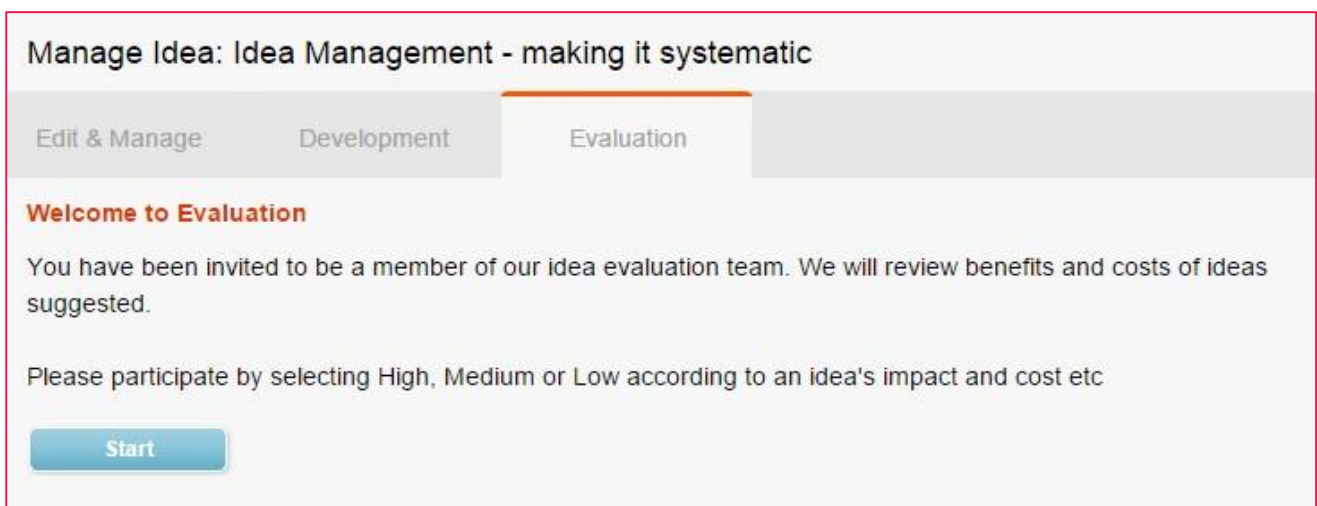 Manage Idea: Idea Management - making it systematic
Edit & Manage Development Evaluation
Welcome to Evaluation
You have been invited to be a member of our idea evaluation team. We will review benefits and costs of ideas
suggested.
Please participate by selecting High, Medium or Low according to an idea's impact and cost etc
Start